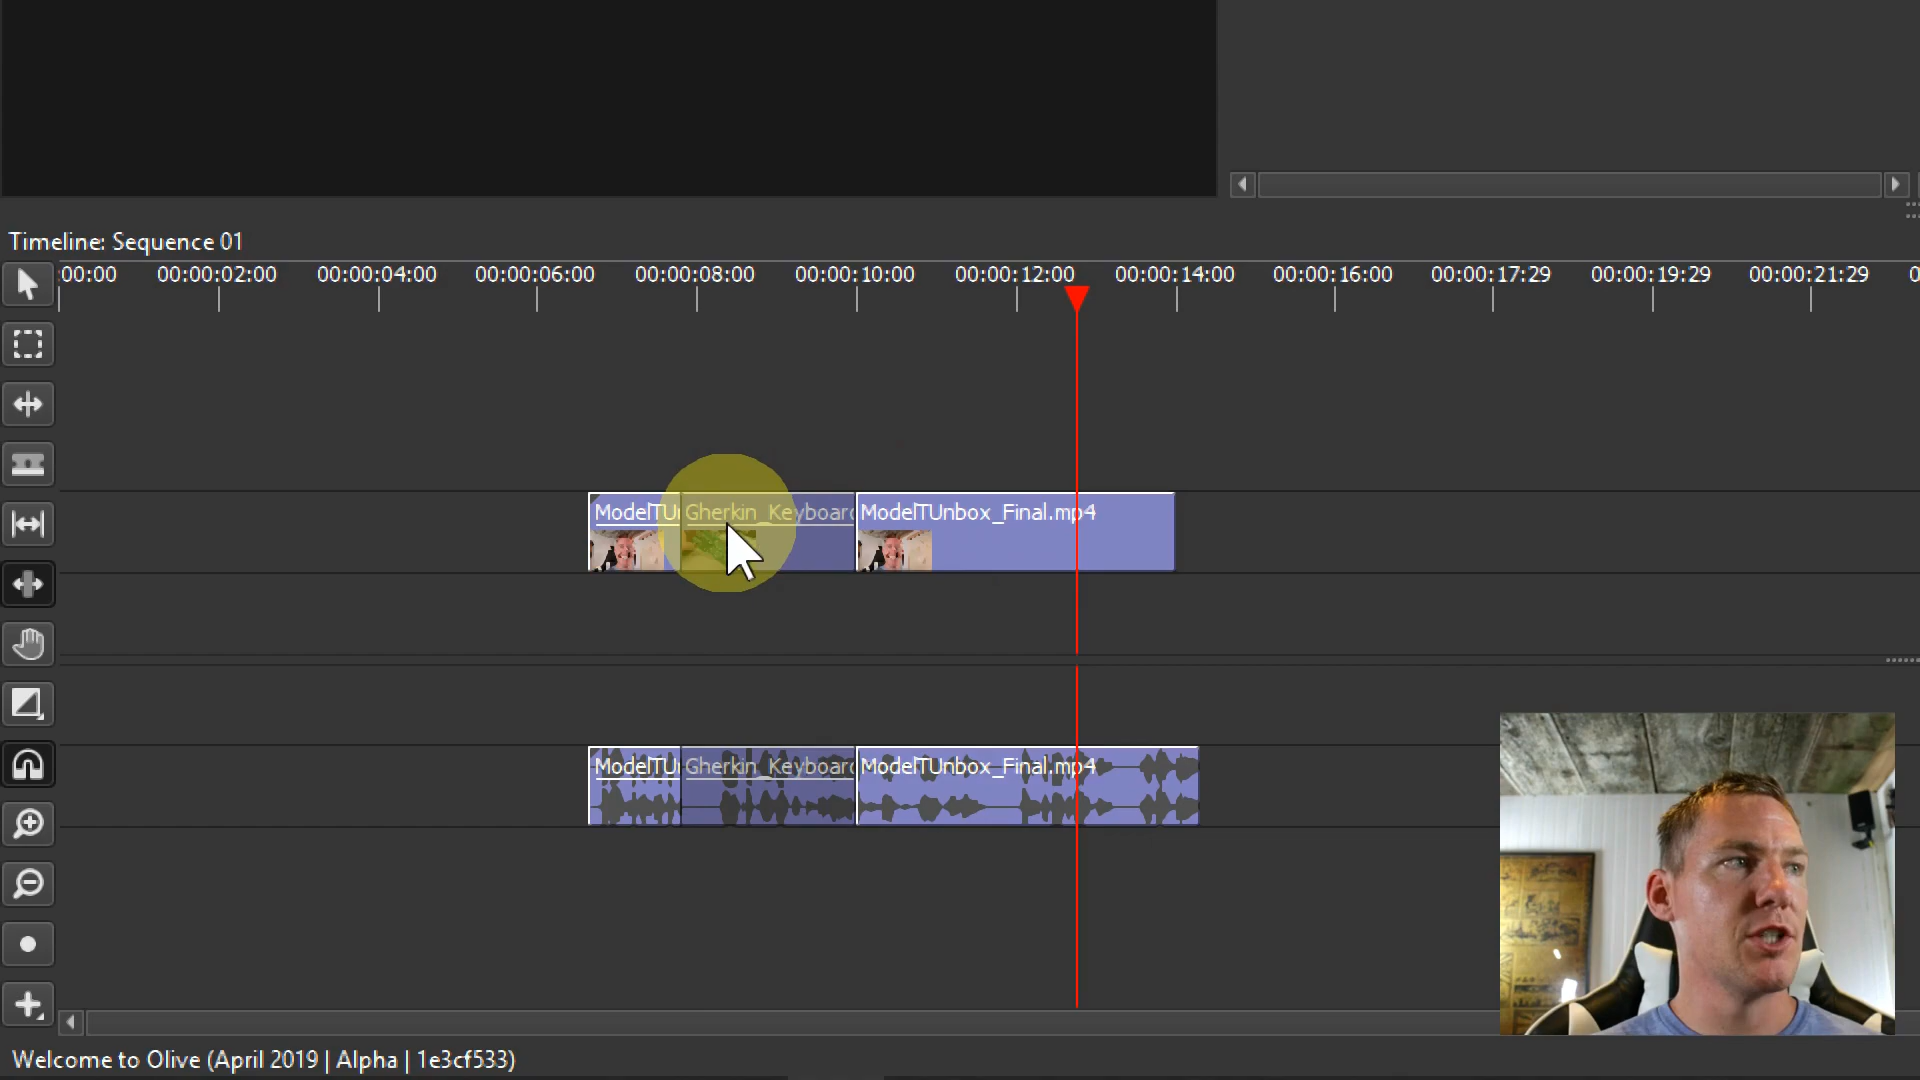 Timeline: Sequence 01
:00:00 00:00:02:00 00:00:04:00 00:00:06:00 00:00:08:00 00:00:10:00 00:00:12:00 00:00:14:00 00:00:16:00 00:00:17:29 00:00:19:29 00:00:21:29 0
ModelTU Gherkin_Keyboard ModelTUnbox_Final.mp4
ModelTU Gherkin_Keyboard ModelTUnbox_Final.mp4
Welcome to Olive (April 2019 | Alpha | 1e3cf533)